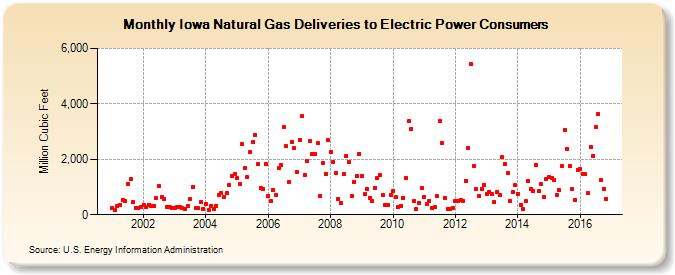 Monthly Iowa Natural Gas Deliveries to Electric Power Consumers
Million Cubic Feet
6,000
4,000
2,000
0
2002 2004 2006 2008 2010 2012 2014 2016
Source: U.S. Energy Information Administration